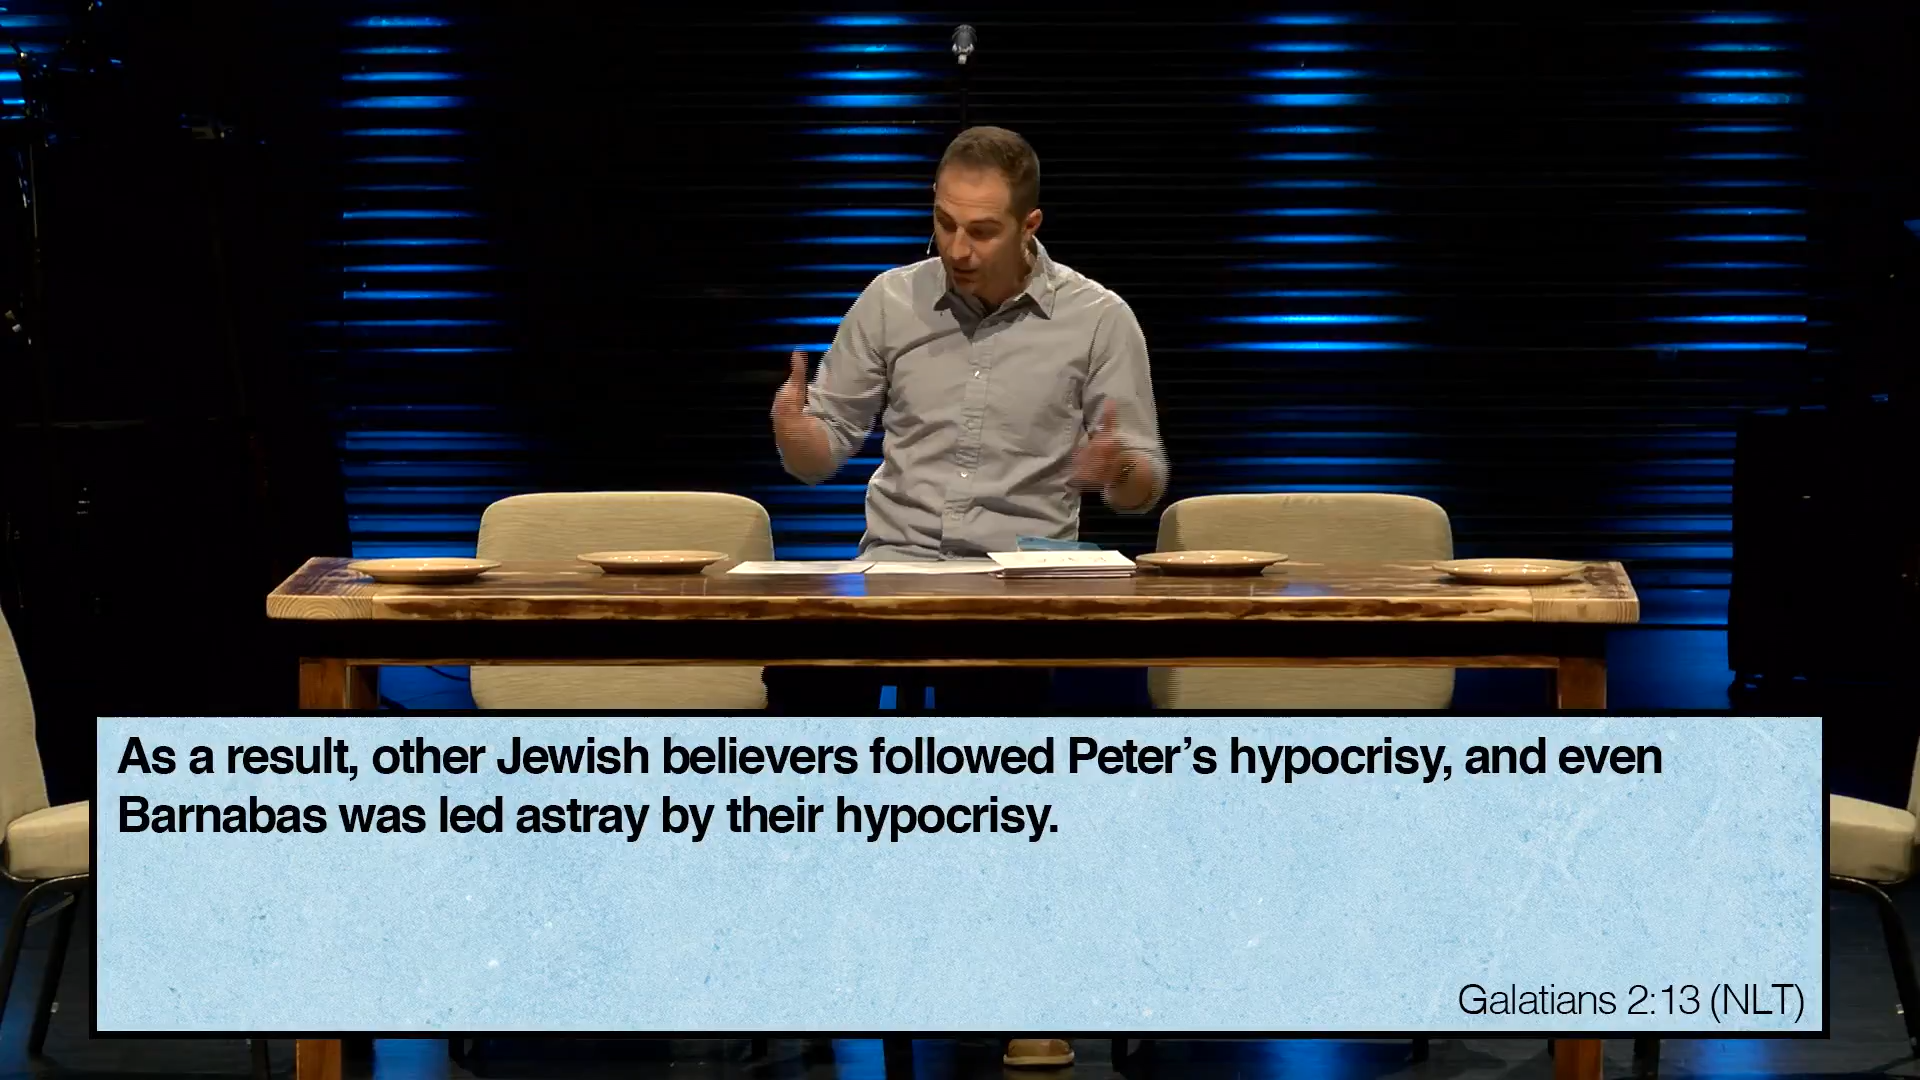 As a result, other Jewish believers followed Peter’s hypocrisy, and even
Barnabas was led astray by their hypocrisy.
Galatians 2:13 (NLT)